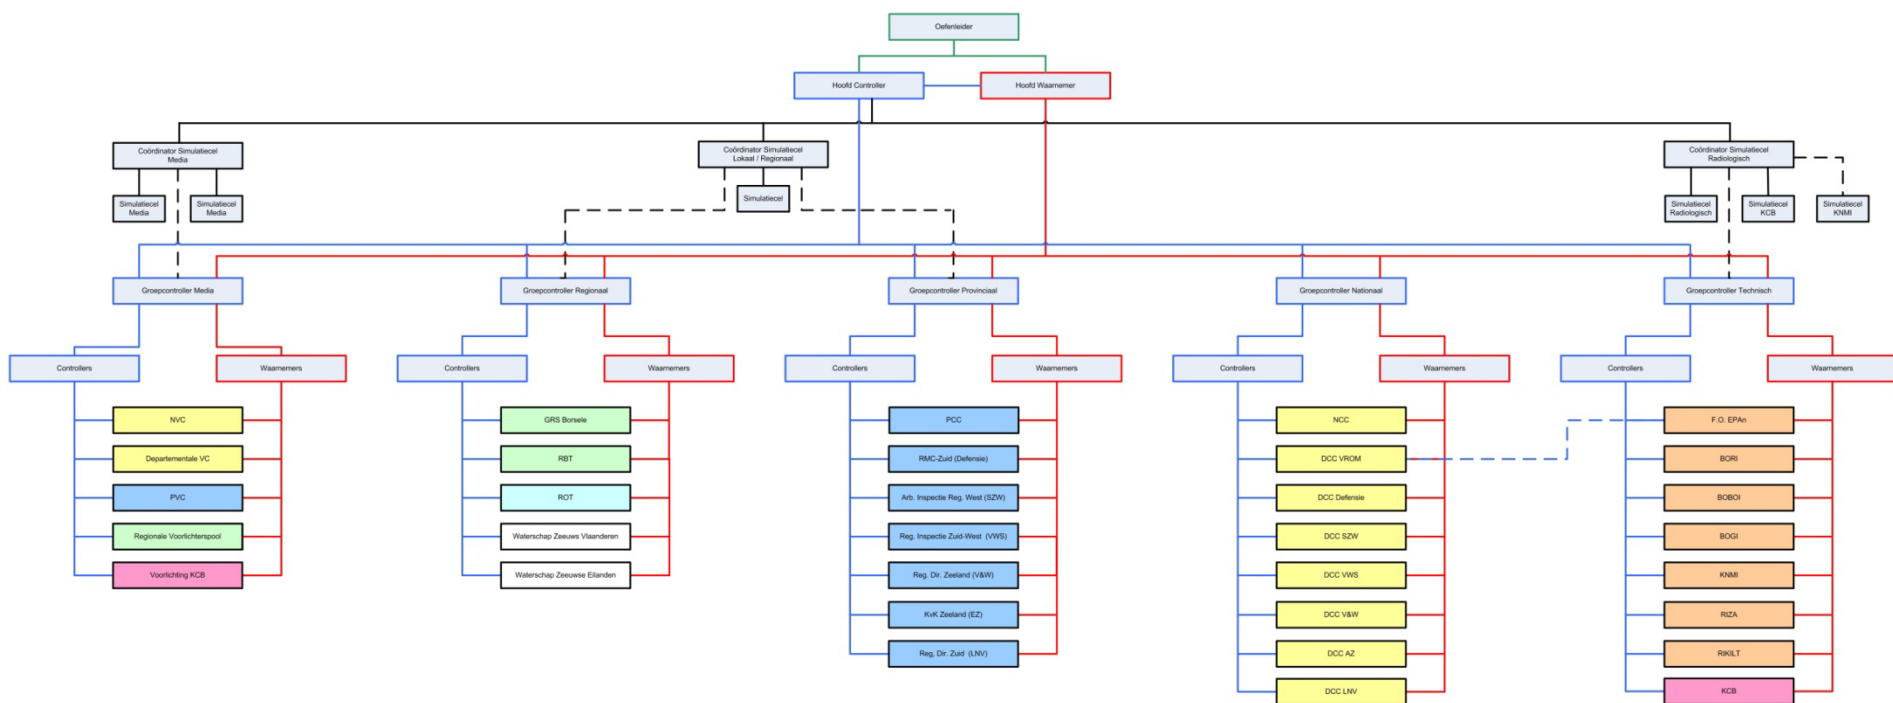 Oefenleider
Hoofd Controller
Hoofd Waarnemer
Coördinator Simulatiecel
Media
Coördinator Simulatiecel
Lokaal / Regionaal
Coördinator Simulatiecel
Radiologisch
Simulatiecel
Media
Simulatiecel
Media
Simulatiecel
Simulatiecel
Radiologisch
Simulatiecel
KCB
Simulatiecel
KNMI
Groepcontroller Media
Groepcontroller Regionaal
Groepcontroller Provinciaal
Groepcontroller Nationaal
Groepcontroller Technisch
Controllers
Waarnemers
Controllers
Waarnemers
Controllers
Waarnemers
Controllers
Waarnemers
Controllers
Waarnemers
NVC
Departementale VC
PVC
Regionale Voorlichterspool
Voorlichting KCB
GRS Borsele
RBT
ROT
Waterschap Zeeuws Vlaanderen
Waterschap Zeeuwse Eilanden
PCC
RMC-Zuid (Defensie)
Arb. Inspectie Reg. West (SZW)
Reg. Inspectie Zuid-West (VWS)
Reg. Dir. Zeeland (V&W)
KvK Zeeland (EZ)
Reg, Dir. Zuid (LNV)
NCC
DCC VROM
DCC Defensie
DCC SZW
DCC VWS
DCC V&W
DCC AZ
DCC LNV
F.O. EPAn
BORI
BOBOI
BOGI
KNMI
RIZA
RIKILT
KCB